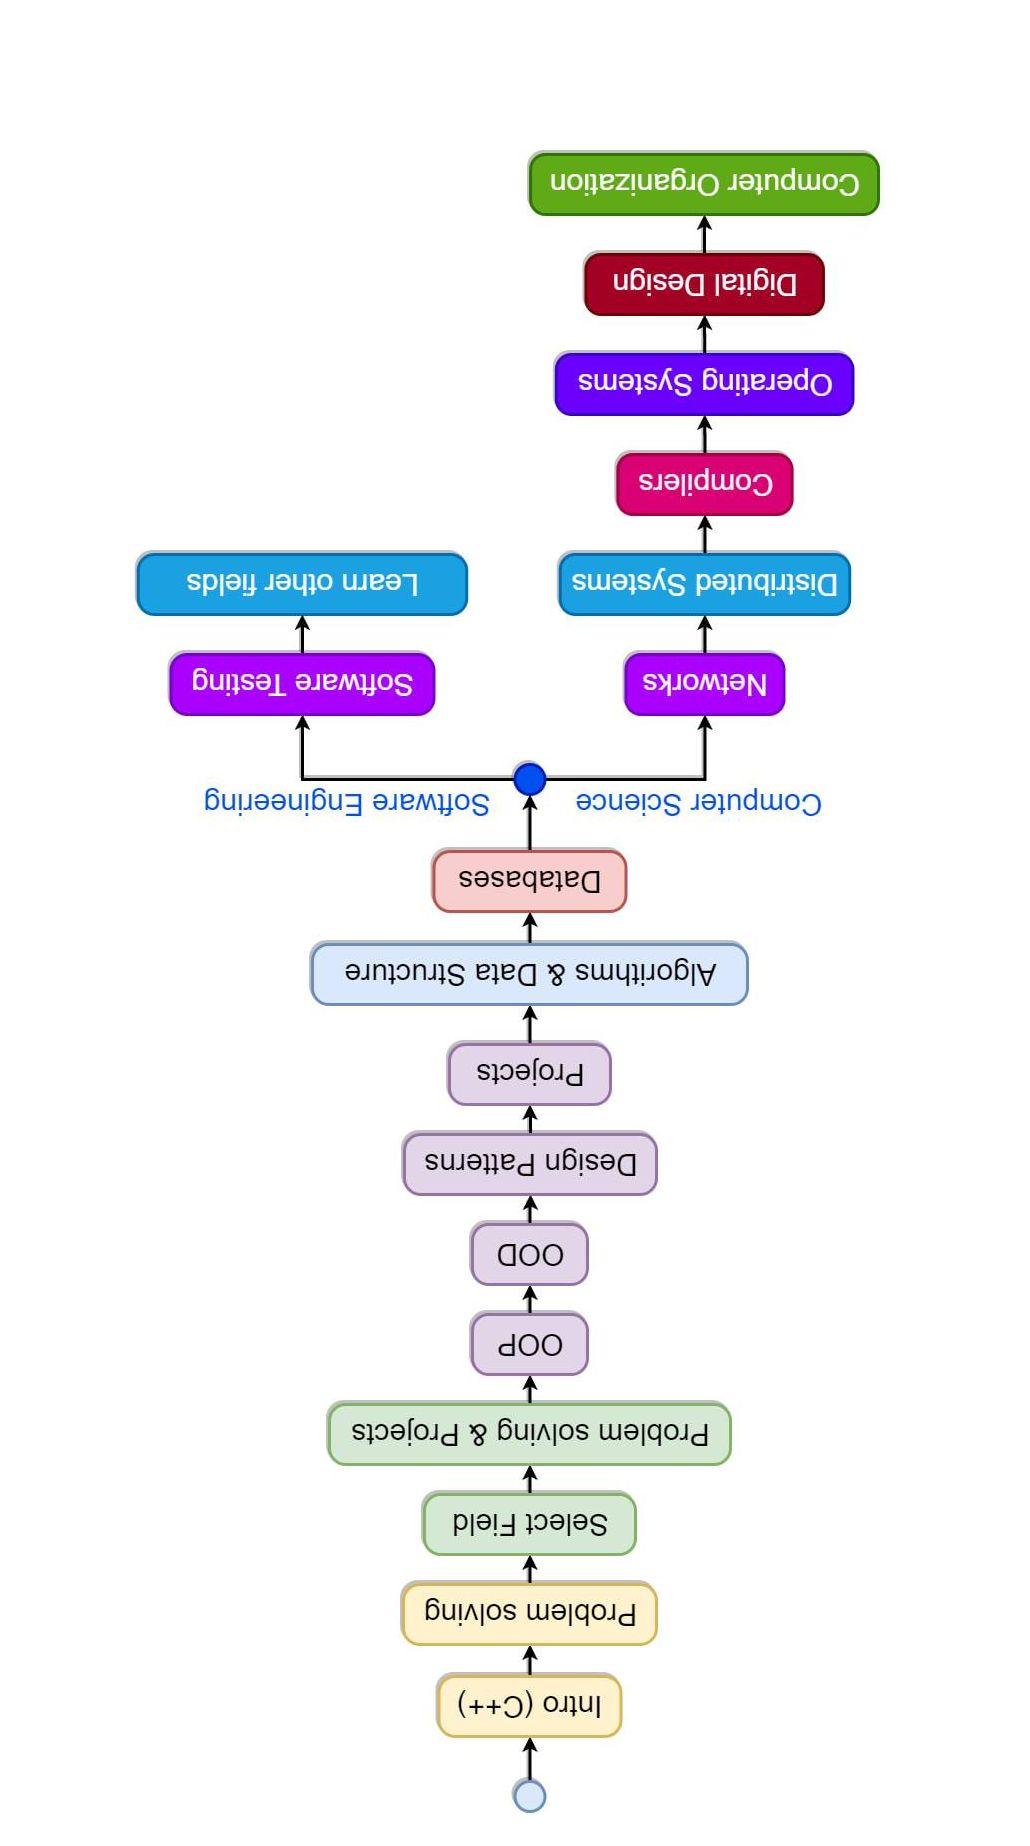 Intro (C++)
Problem solving
Select Field
Problem solving & Projects
OOP
OOD
Design Patterns
Projects
Algorithms & Data Structure
Databases
Computer Science
Software Engineering
Networks
Software Testing
Distributed Systems
Learn other fields
Compilers
Operating Systems
Digital Design
Computer Organization